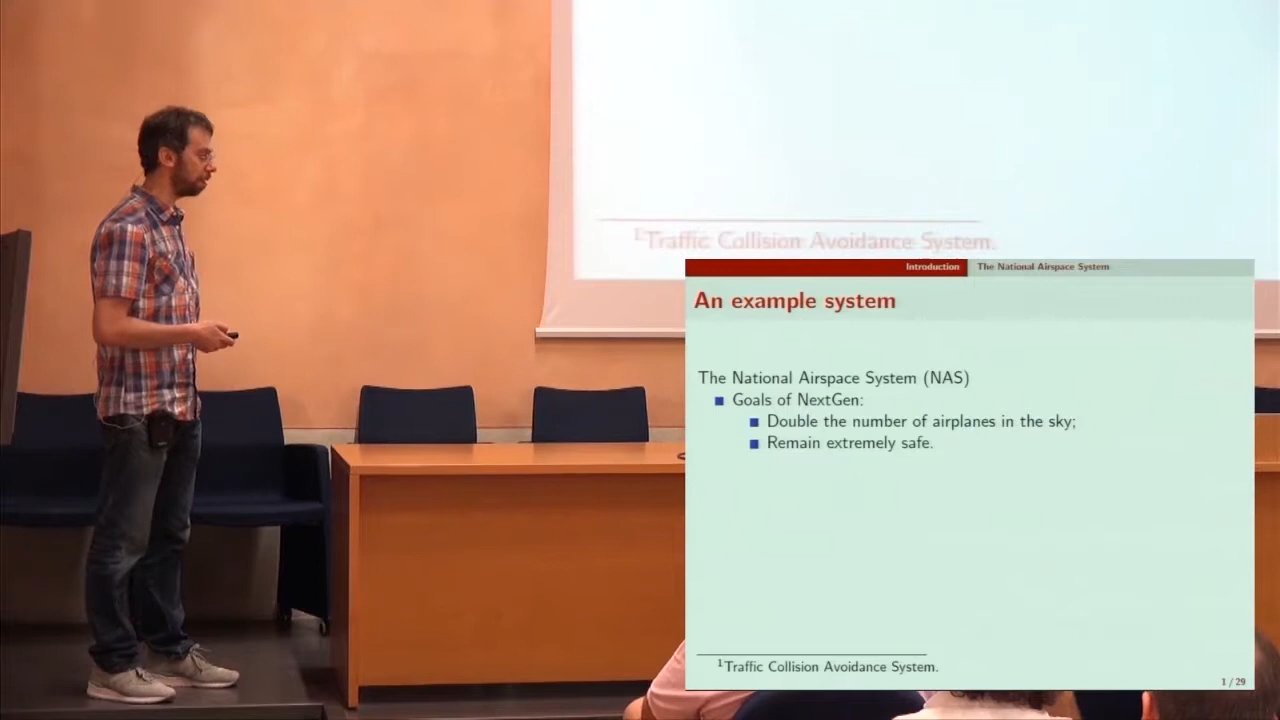 ¹Traffic Collision Avoidance System.
Introduction The National Airspace System
An example system
The National Airspace System (NAS)
Goals of NextGen:
Double the number of airplanes in the sky;
Remain extremely safe.
¹Traffic Collision Avoidance System.
1 / 29